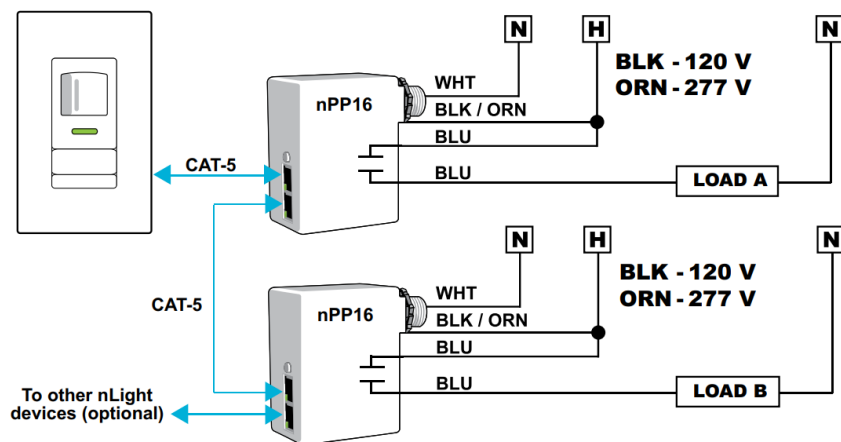 N
H
N
BLK - 120 V
ORN - 277 V
nPP16
WHT
BLK / ORN
BLU
BLU
CAT-5
LOAD A
N
H
N
BLK - 120 V
ORN - 277 V
CAT-5
nPP16
WHT
BLK / ORN
BLU
BLU
LOAD B
To other nLight
devices (optional)